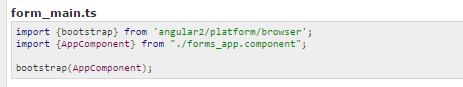 form_main.ts
import {bootstrap} from 'angular2/platform/browser';
import {AppComponent} from "./forms_app.component";
bootstrap(AppComponent);